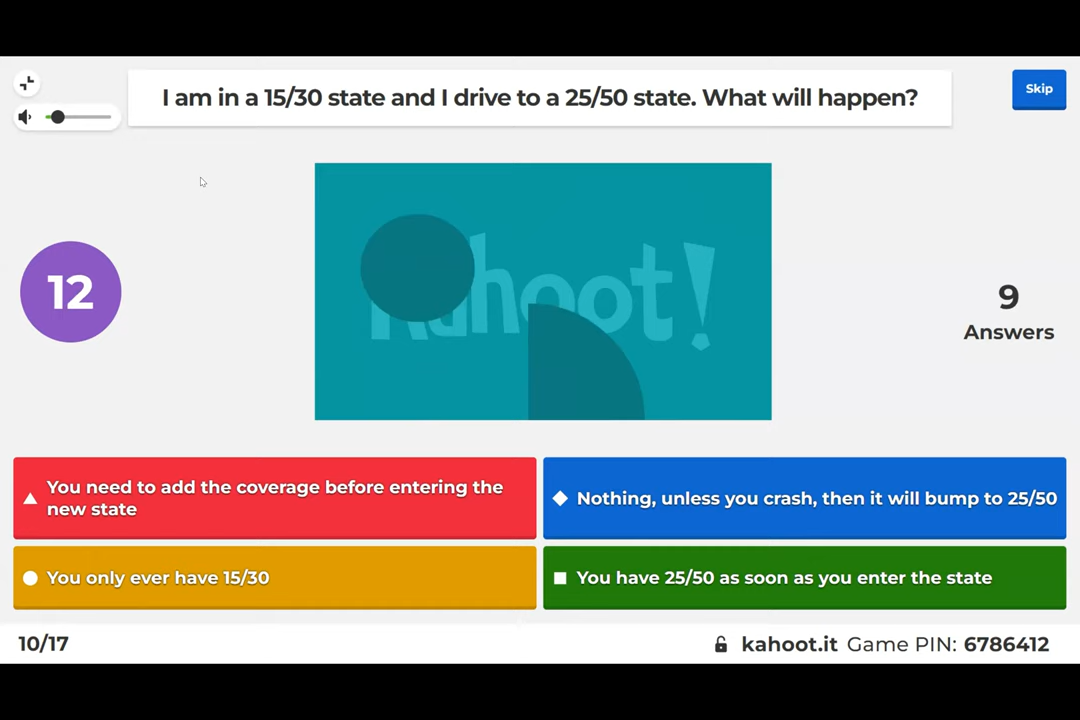 I am in a 15/30 state and I drive to a 25/50 state. What will happen?
Skip
12
Kahoot!
9
Answers
You need to add the coverage before entering the
new state
Nothing, unless you crash, then it will bump to 25/50
You only ever have 15/30
You have 25/50 as soon as you enter the state
10/17
kahoot.it Game PIN: 6786412